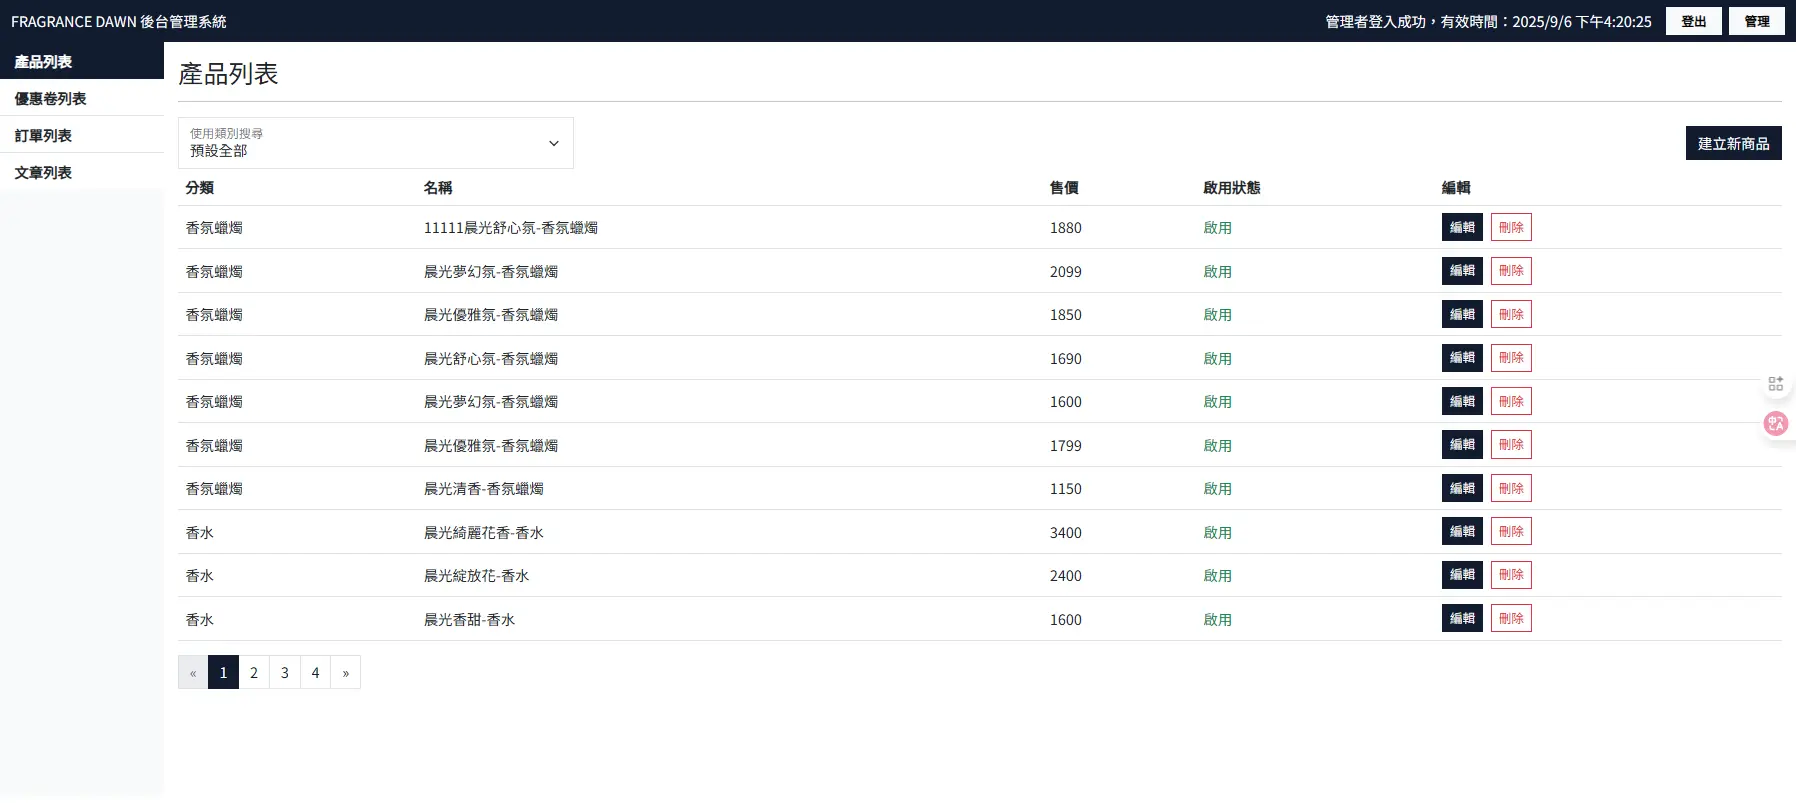 FRAGRANCE DAWN 後台管理系統
管理者登入成功，有效時間：2025/9/6 下午4:20:25 登出 管理
產品列表
優惠卷列表
訂單列表
文章列表
產品列表
使用類別搜尋
預設全部
建立新商品
分類 名稱 售價 啟用狀態 編輯
香氛蠟燭 11111晨光舒心氛-香氛蠟燭 1880 啟用 編輯 刪除
香氛蠟燭 晨光夢幻氛-香氛蠟燭 2099 啟用 編輯 刪除
香氛蠟燭 晨光優雅氛-香氛蠟燭 1850 啟用 編輯 刪除
香氛蠟燭 晨光舒心氛-香氛蠟燭 1690 啟用 編輯 刪除
香氛蠟燭 晨光夢幻氛-香氛蠟燭 1600 啟用 編輯 刪除
香氛蠟燭 晨光優雅氛-香氛蠟燭 1799 啟用 編輯 刪除
香氛蠟燭 晨光清香-香氛蠟燭 1150 啟用 編輯 刪除
香水 晨光綺麗花香-香水 3400 啟用 編輯 刪除
香水 晨光綻放花-香水 2400 啟用 編輯 刪除
香水 晨光香甜-香水 1600 啟用 編輯 刪除
« 1 2 3 4 »